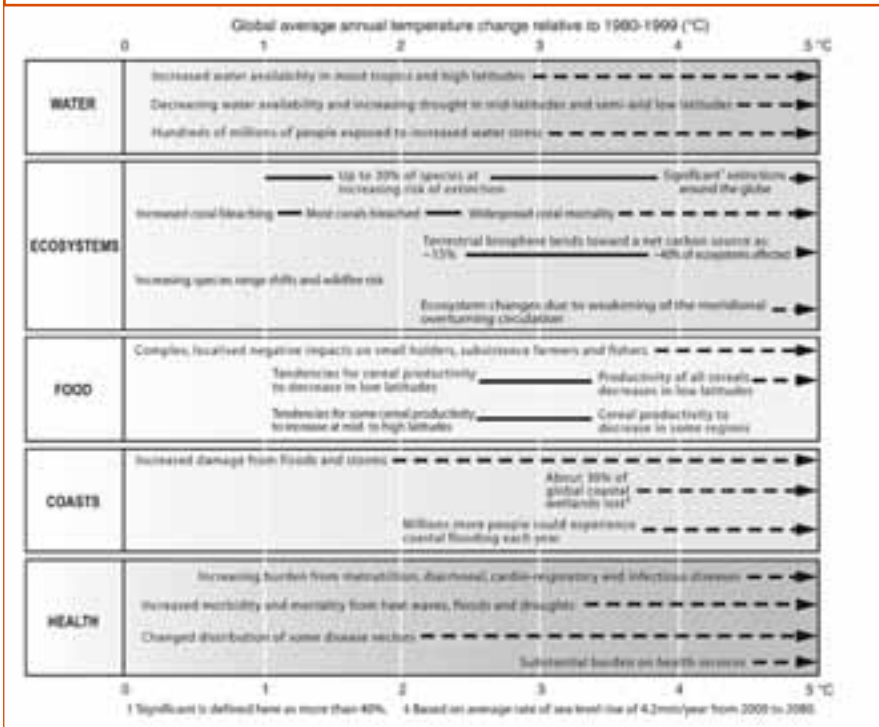 Global average annual temperature change relative to 1980-1999 (°C)
0 1 2 3 4 5 °C
WATER
Increased water availability in moist tropics and high latitudes
Decreasing water availability and increasing drought in mid-latitudes and semi-arid low latitudes
Hundreds of millions of people exposed to increased water stress
ECOSYSTEMS
Up to 30% of species at
increasing risk of extinction
Significant† extinctions
around the globe
Increased coral bleaching Most corals bleached Widespread coral mortality
Terrestrial biosphere tends toward a net carbon source as:
~15% ~40% of ecosystems affected
Increasing species range shifts and wildfire risk
Ecosystem changes due to weakening of the meridional
overturning circulation
FOOD
Complex, localised negative impacts on small holders, subsistence farmers and fishers
Tendencies for cereal productivity
to decrease in low latitudes
Productivity of all cereals
decreases in low latitudes
Tendencies for some cereal productivity
to increase at mid- to high latitudes
Cereal productivity to
decrease in some regions
COASTS
Increased damage from floods and storms
About 30% of
global coastal
wetlands lost‡
Millions more people could experience
coastal flooding each year
HEALTH
Increasing burden from malnutrition, diarrhoeal, cardio-respiratory and infectious diseases
Increased morbidity and mortality from heat waves, floods and droughts
Changed distribution of some disease vectors
Substantial burden on health services
0 1 2 3 4 5 °C
† Significant is defined here as more than 40%. ‡ Based on average rate of sea level rise of 4.2mm/year from 2000 to 2080.